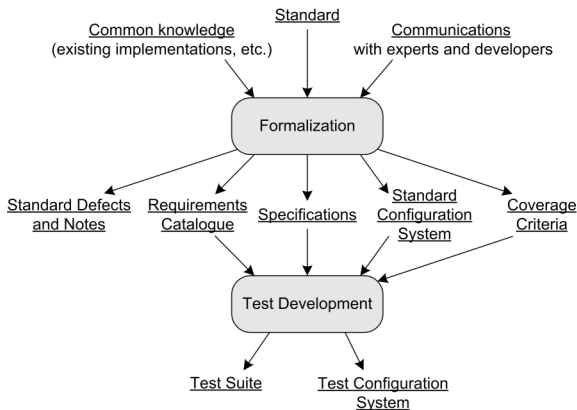 Standard
Common knowledge
(existing implementations, etc.)
Communications
with experts and developers
Formalization
Standard Defects
and Notes
Requirements
Catalogue
Specifications
Standard
Configuration
System
Coverage
Criteria
Test Development
Test Suite
Test Configuration
System